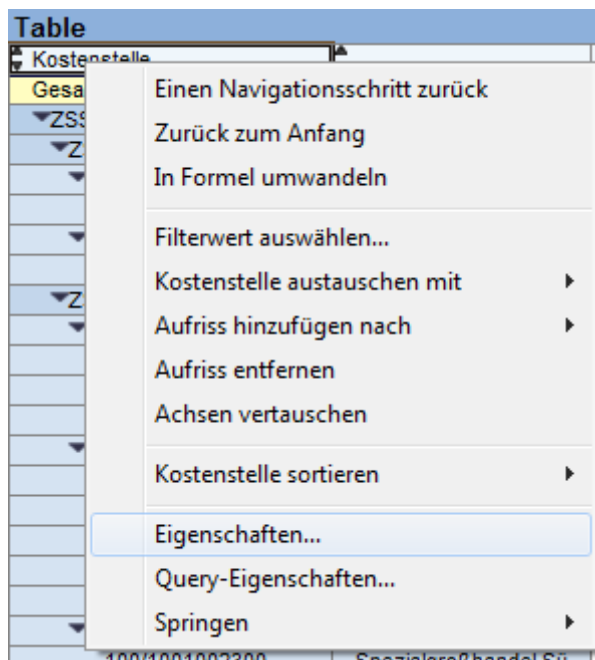 Table
Kostenstelle
Einen Navigationsschritt zurück
Zurück zum Anfang
In Formel umwandeln
Filterwert auswählen...
Kostenstelle austauschen mit
Aufriss hinzufügen nach
Aufriss entfernen
Achsen vertauschen
Kostenstelle sortieren
Eigenschaften...
Query-Eigenschaften...
Springen